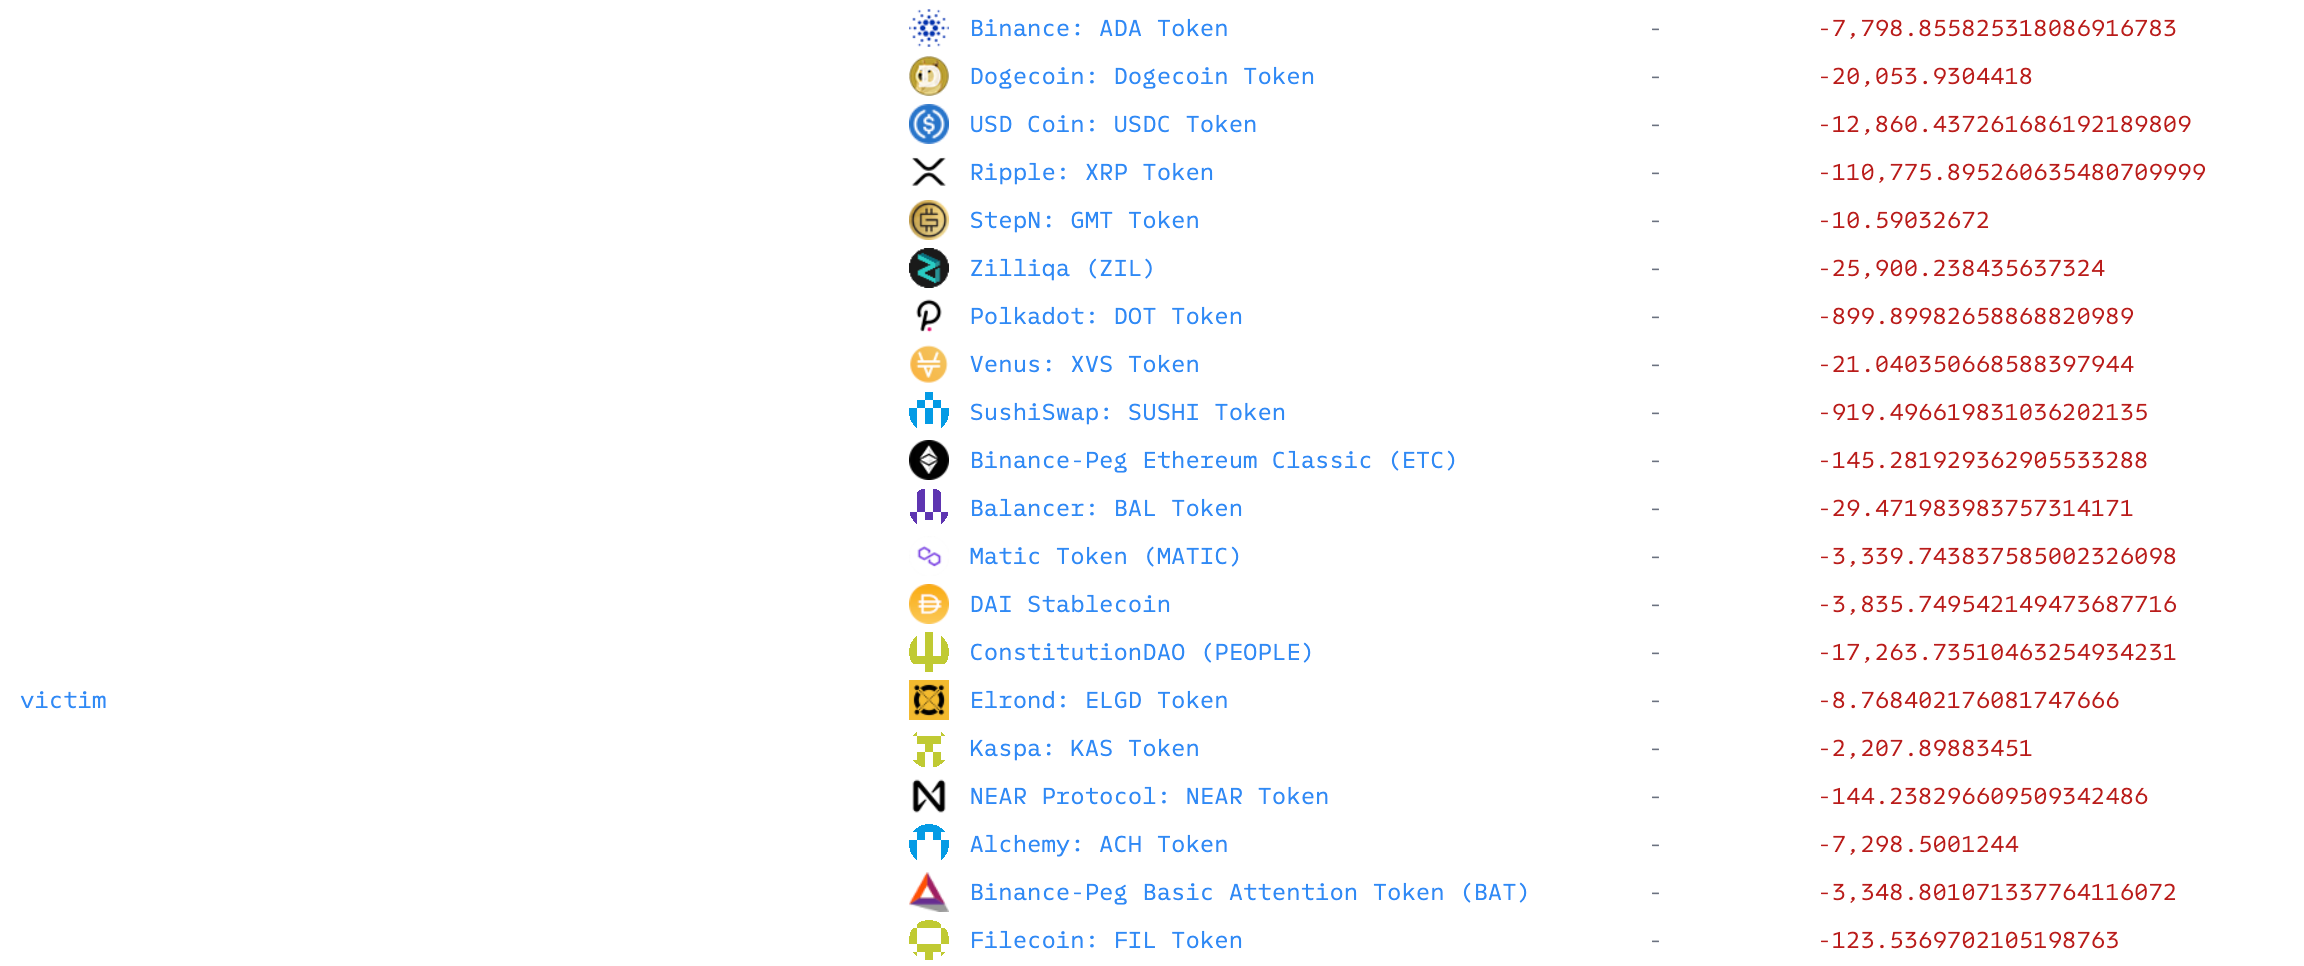 Binance: ADA Token - -7,798.855825318086916783
Dogecoin: Dogecoin Token - -20,053.9304418
USD Coin: USDC Token - -12,860.437261686192189809
Ripple: XRP Token - -110,775.895260635480709999
StepN: GMT Token - -10.59032672
Zilliqa (ZIL) - -25,900.238435637324
Polkadot: DOT Token - -899.89982658868820989
Venus: XVS Token - -21.040350668588397944
SushiSwap: SUSHI Token - -919.496619831036202135
Binance-Peg Ethereum Classic (ETC) - -145.281929362905533288
Balancer: BAL Token - -29.471983983757314171
Matic Token (MATIC) - -3,339.743837585002326098
DAI Stablecoin - -3,835.749542149473687716
ConstitutionDAO (PEOPLE) - -17,263.73510463254934231
victim Elrond: ELGD Token - -8.768402176081747666
Kaspa: KAS Token - -2,207.89883451
NEAR Protocol: NEAR Token - -144.238296609509342486
Alchemy: ACH Token - -7,298.5001244
Binance-Peg Basic Attention Token (BAT) - -3,348.801071337764116072
Filecoin: FIL Token - -123.5369702105198763